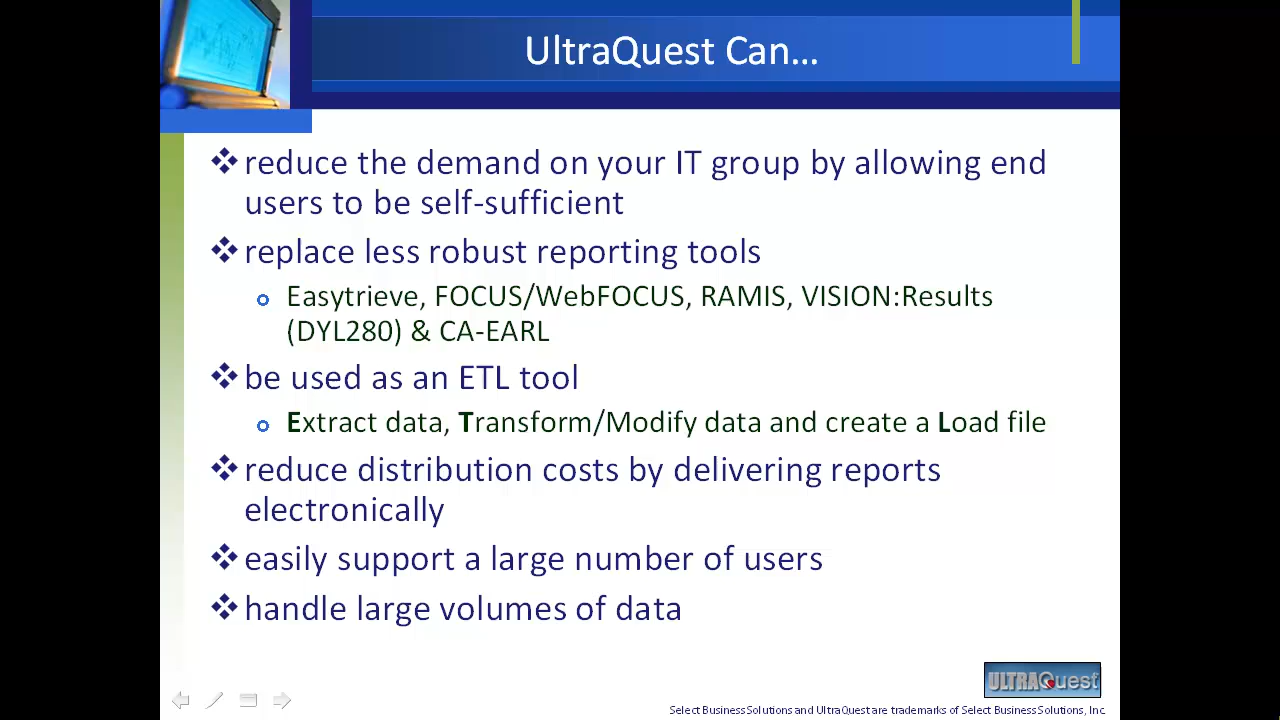 UltraQuest Can...
reduce the demand on your IT group by allowing end
users to be self-sufficient
replace less robust reporting tools
Easytrieve, FOCUS/WebFOCUS, RAMIS, VISION:Results
(DYL280) & CA-EARL
be used as an ETL tool
Extract data, Transform/Modify data and create a Load file
reduce distribution costs by delivering reports
electronically
easily support a large number of users
handle large volumes of data
ULTRAQuest
Select Business Solutions and UltraQuest are trademarks of Select Business Solutions, Inc.